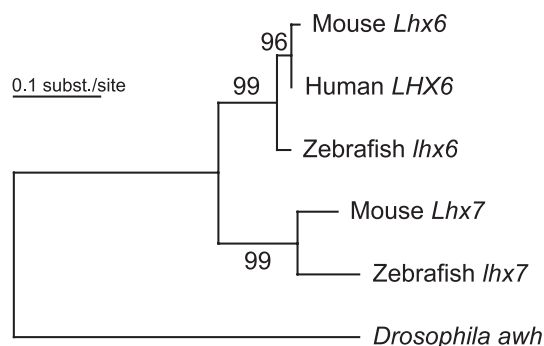 Mouse Lhx6
96
99
0.1 subst./site
Human LHX6
Zebrafish lhx6
Mouse Lhx7
99
Zebrafish lhx7
Drosophila awh